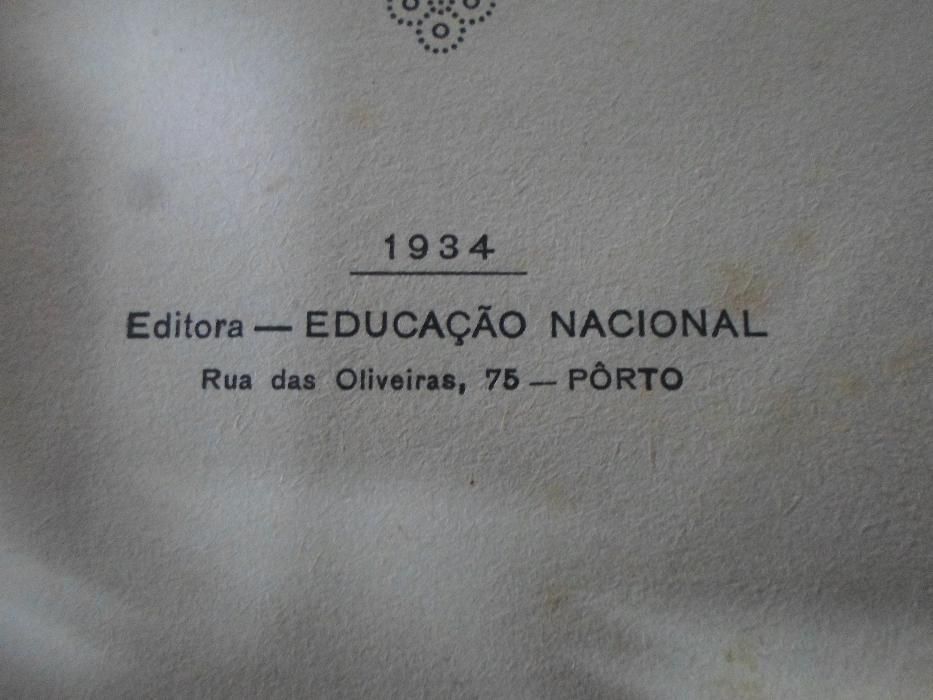 1934
Editora — EDUCAÇÃO NACIONAL
Rua das Oliveiras, 75 — PÔRTO